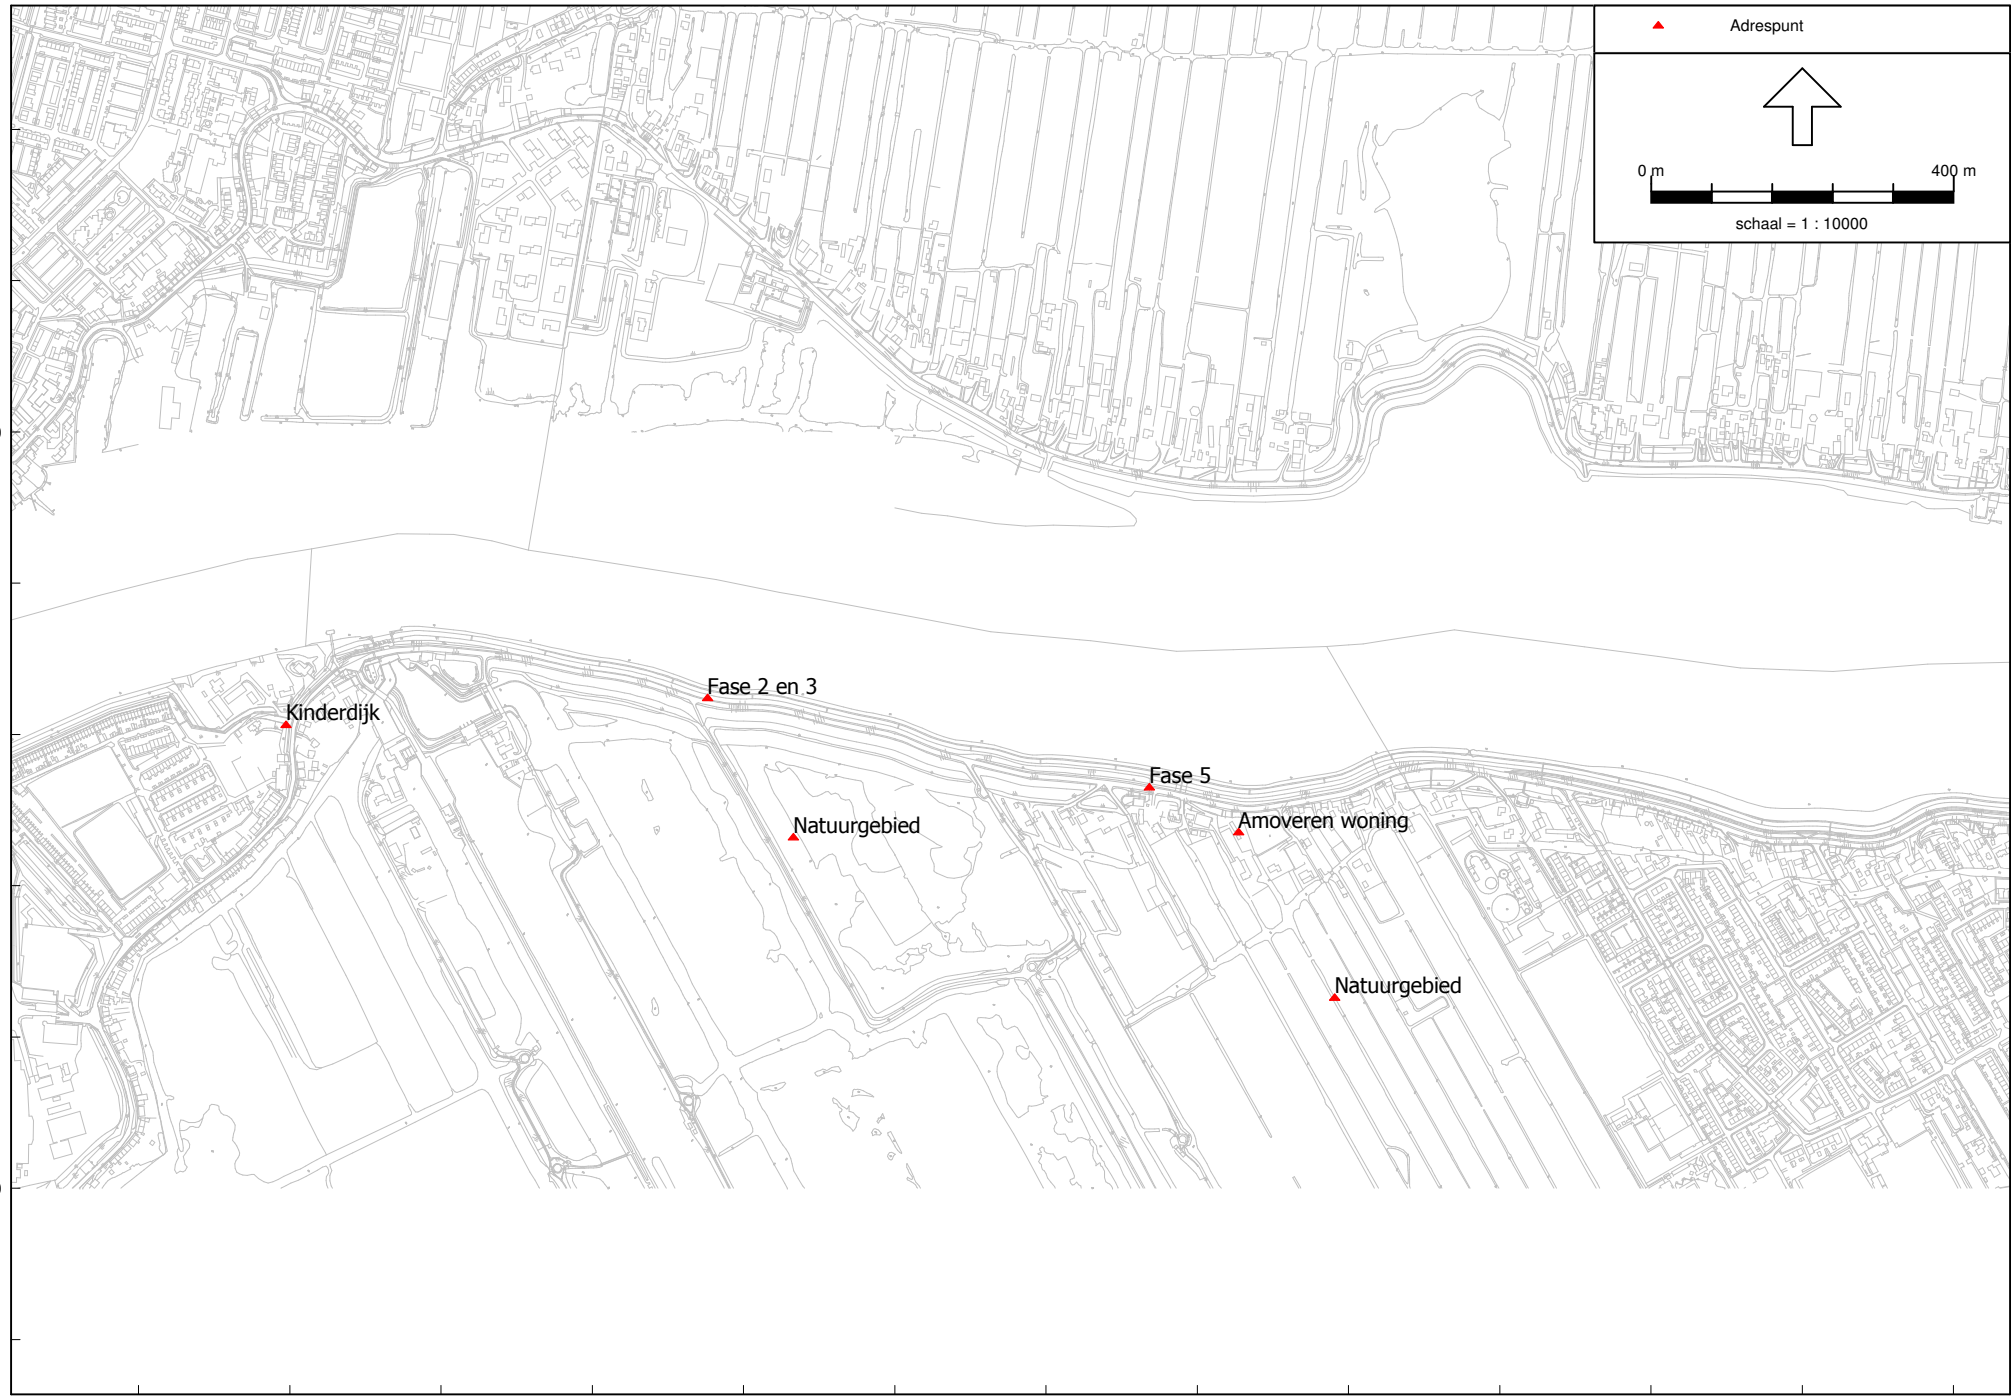 Adrespunt
0 m 400 m
schaal = 1 : 10000
Fase 2 en 3
Kinderdijk
Fase 5
Natuurgebied
Amoveren woning
Natuurgebied